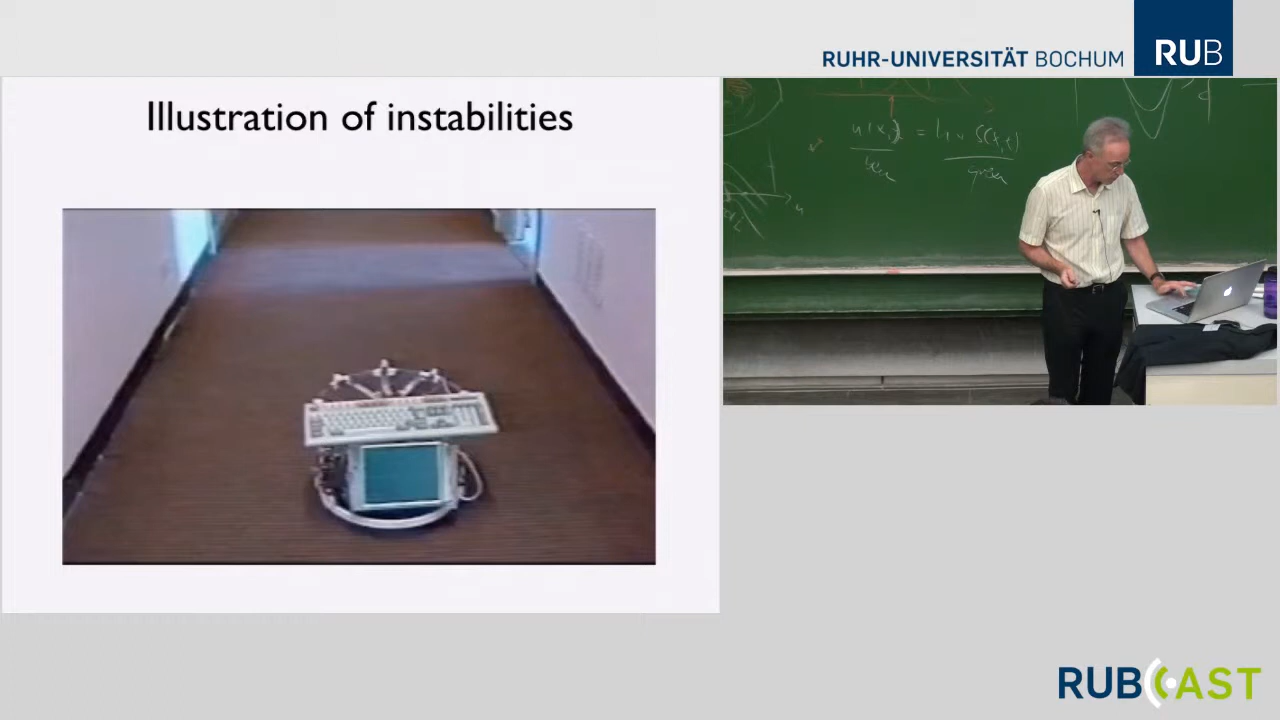 RUHR-UNIVERSITÄT BOCHUM
RUB
Illustration of instabilities
RUBCAST